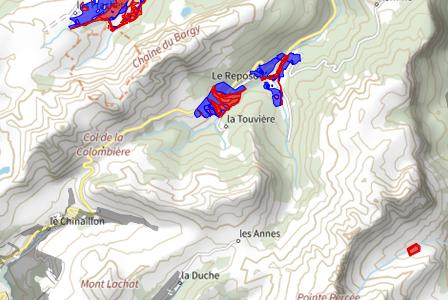 Chaîne du Bargy
Le Reposoir
la Touvière
Col de la
Colombière
le Chinaillon
les Annes
Mont Lachat
la Duche
Pointe Percée